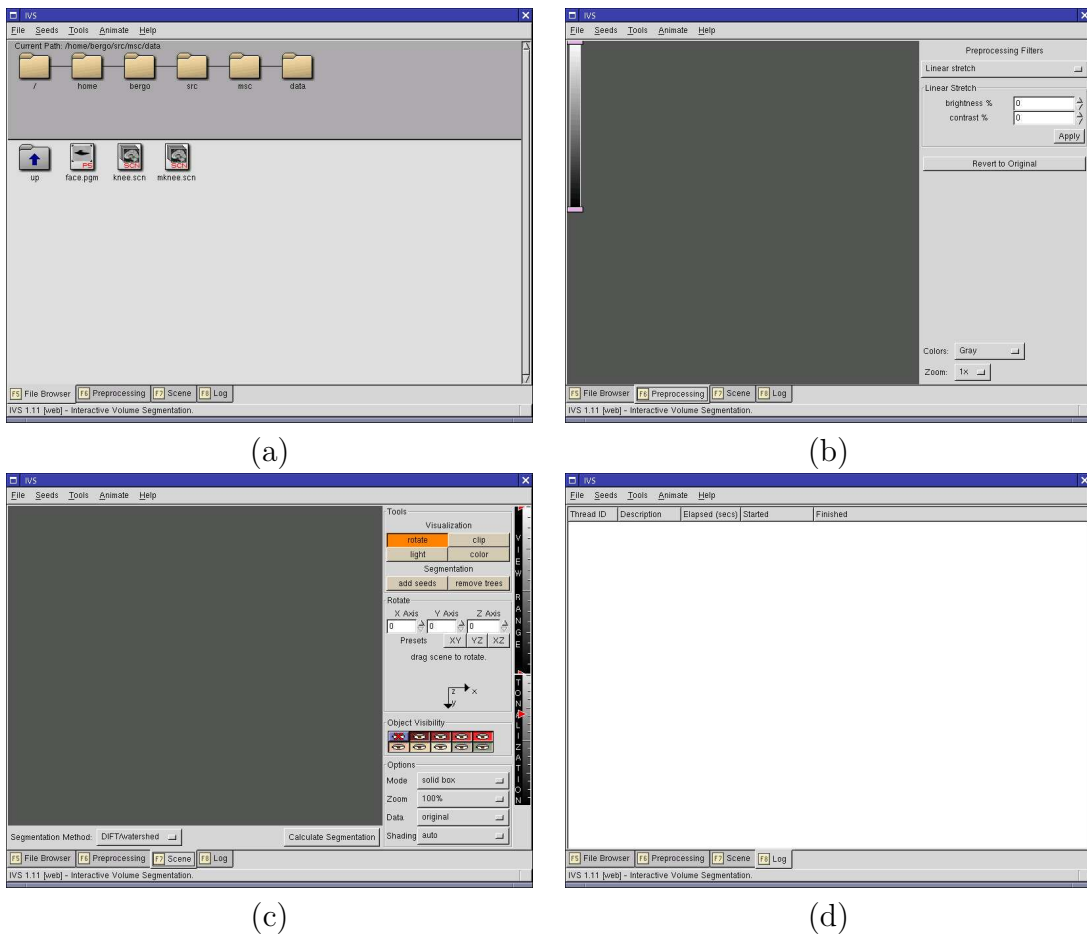 IVS
File Seeds Tools Animate Help
Current Path: /home/bergo/src/msc/data
/ home bergo src msc data
up face.pgm knee.scn mknee.scn
F5 File Browser F6 Preprocessing F7 Scene F8 Log
IVS 1.11 [web] - Interactive Volume Segmentation.
(a)
IVS
File Seeds Tools Animate Help
Preprocessing Filters
Linear stretch
Linear Stretch
brightness % 0
contrast % 0
Apply
Revert to Original
Colors: Gray
Zoom: 1x
F5 File Browser F6 Preprocessing F7 Scene F8 Log
IVS 1.11 [web] - Interactive Volume Segmentation.
(b)
IVS
File Seeds Tools Animate Help
Tools
Visualization
rotate clip
light color
Segmentation
add seeds remove trees
Rotate
X Axis Y Axis Z Axis
0 0 0
Presets XY YZ XZ
drag scene to rotate.
z x
y
Object Visibility
Options
Mode solid box
Zoom 100%
Data original
Shading auto
VIEW RANGE
TONALIZATION
Segmentation Method: DIFT/watershed Calculate Segmentation
F5 File Browser F6 Preprocessing F7 Scene F8 Log
IVS 1.11 [web] - Interactive Volume Segmentation.
(c)
IVS
File Seeds Tools Animate Help
Thread ID Description Elapsed (secs) Started Finished
F5 File Browser F6 Preprocessing F7 Scene F8 Log
IVS 1.11 [web] - Interactive Volume Segmentation.
(d)